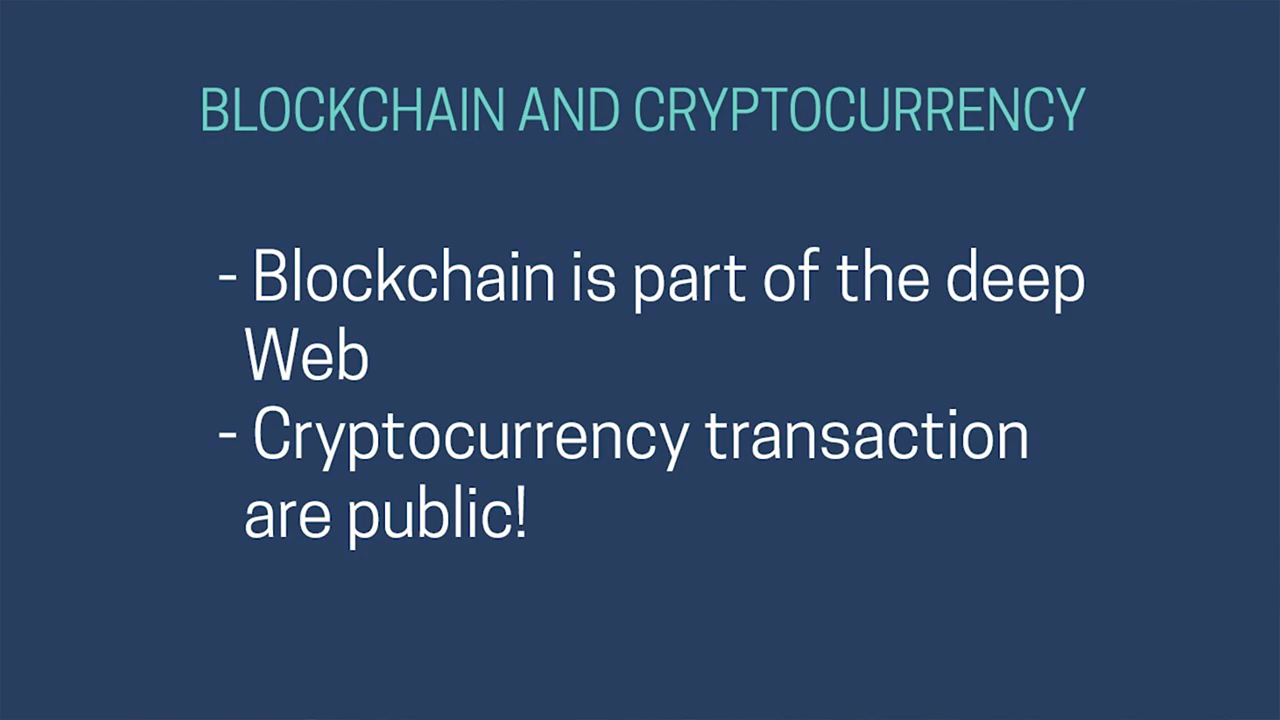 BLOCKCHAIN AND CRYPTOCURRENCY
- Blockchain is part of the deep
Web
- Cryptocurrency transaction
are public!